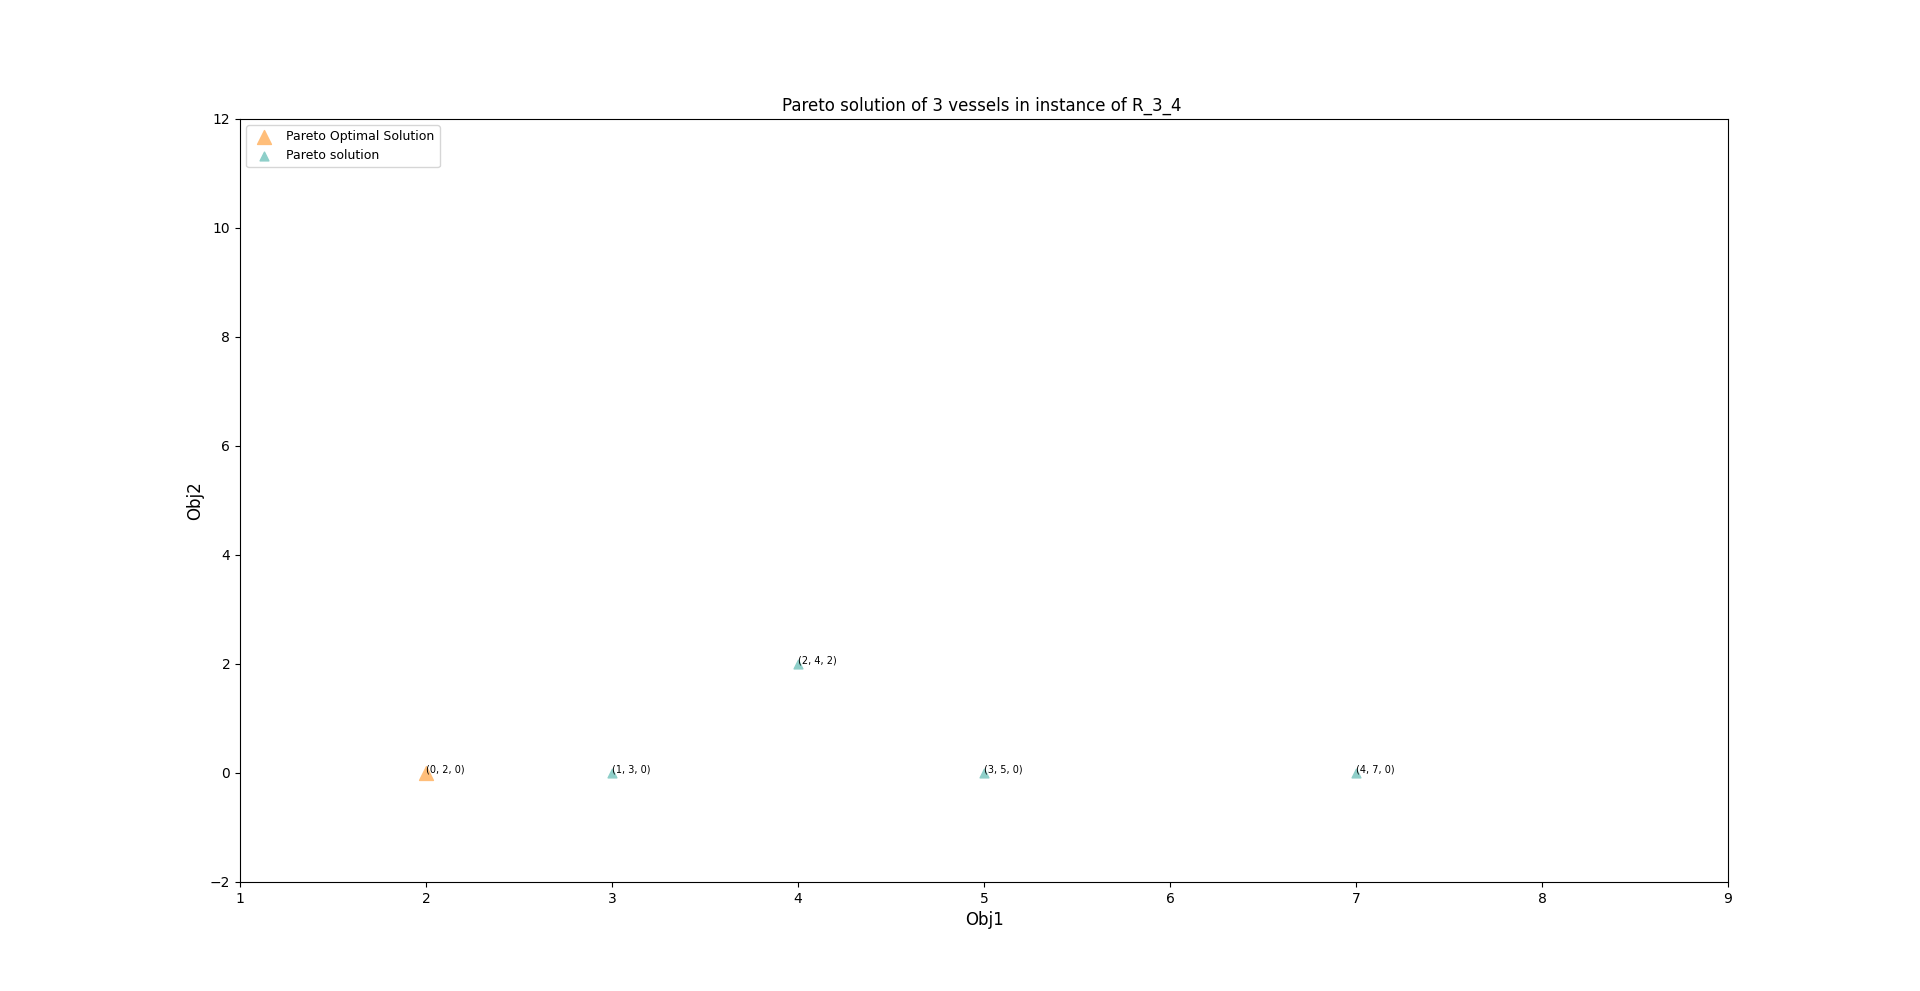 Pareto solution of 3 vessels in instance of R_3_4
Pareto Optimal Solution
Pareto solution
12
10
8
6
4
2
0
−2
Obj2
(2, 4, 2)
(0, 2, 0)
(1, 3, 0)
(3, 5, 0)
(4, 7, 0)
1
2
3
4
5
6
7
8
9
Obj1